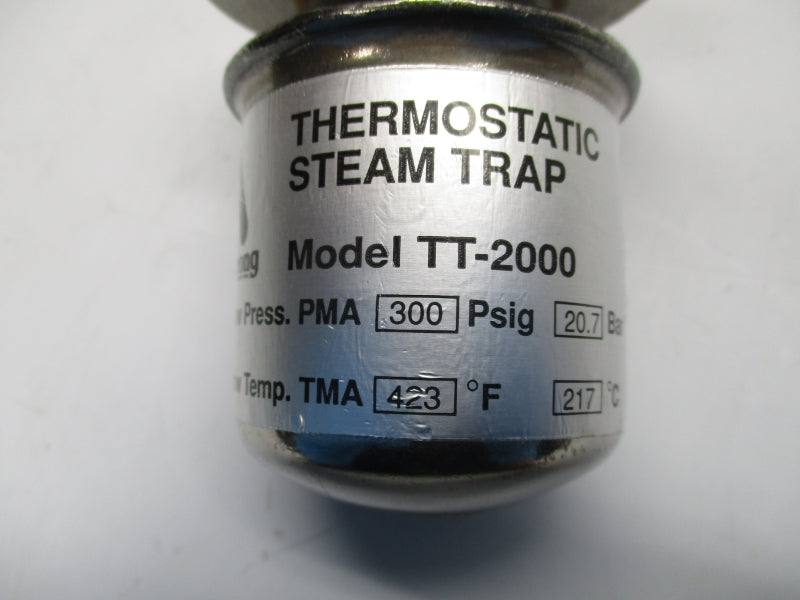 THERMOSTATIC
STEAM TRAP
Model TT-2000
Press. PMA 300 Psig 20.7
Temp. TMA 423 °F 217 °C